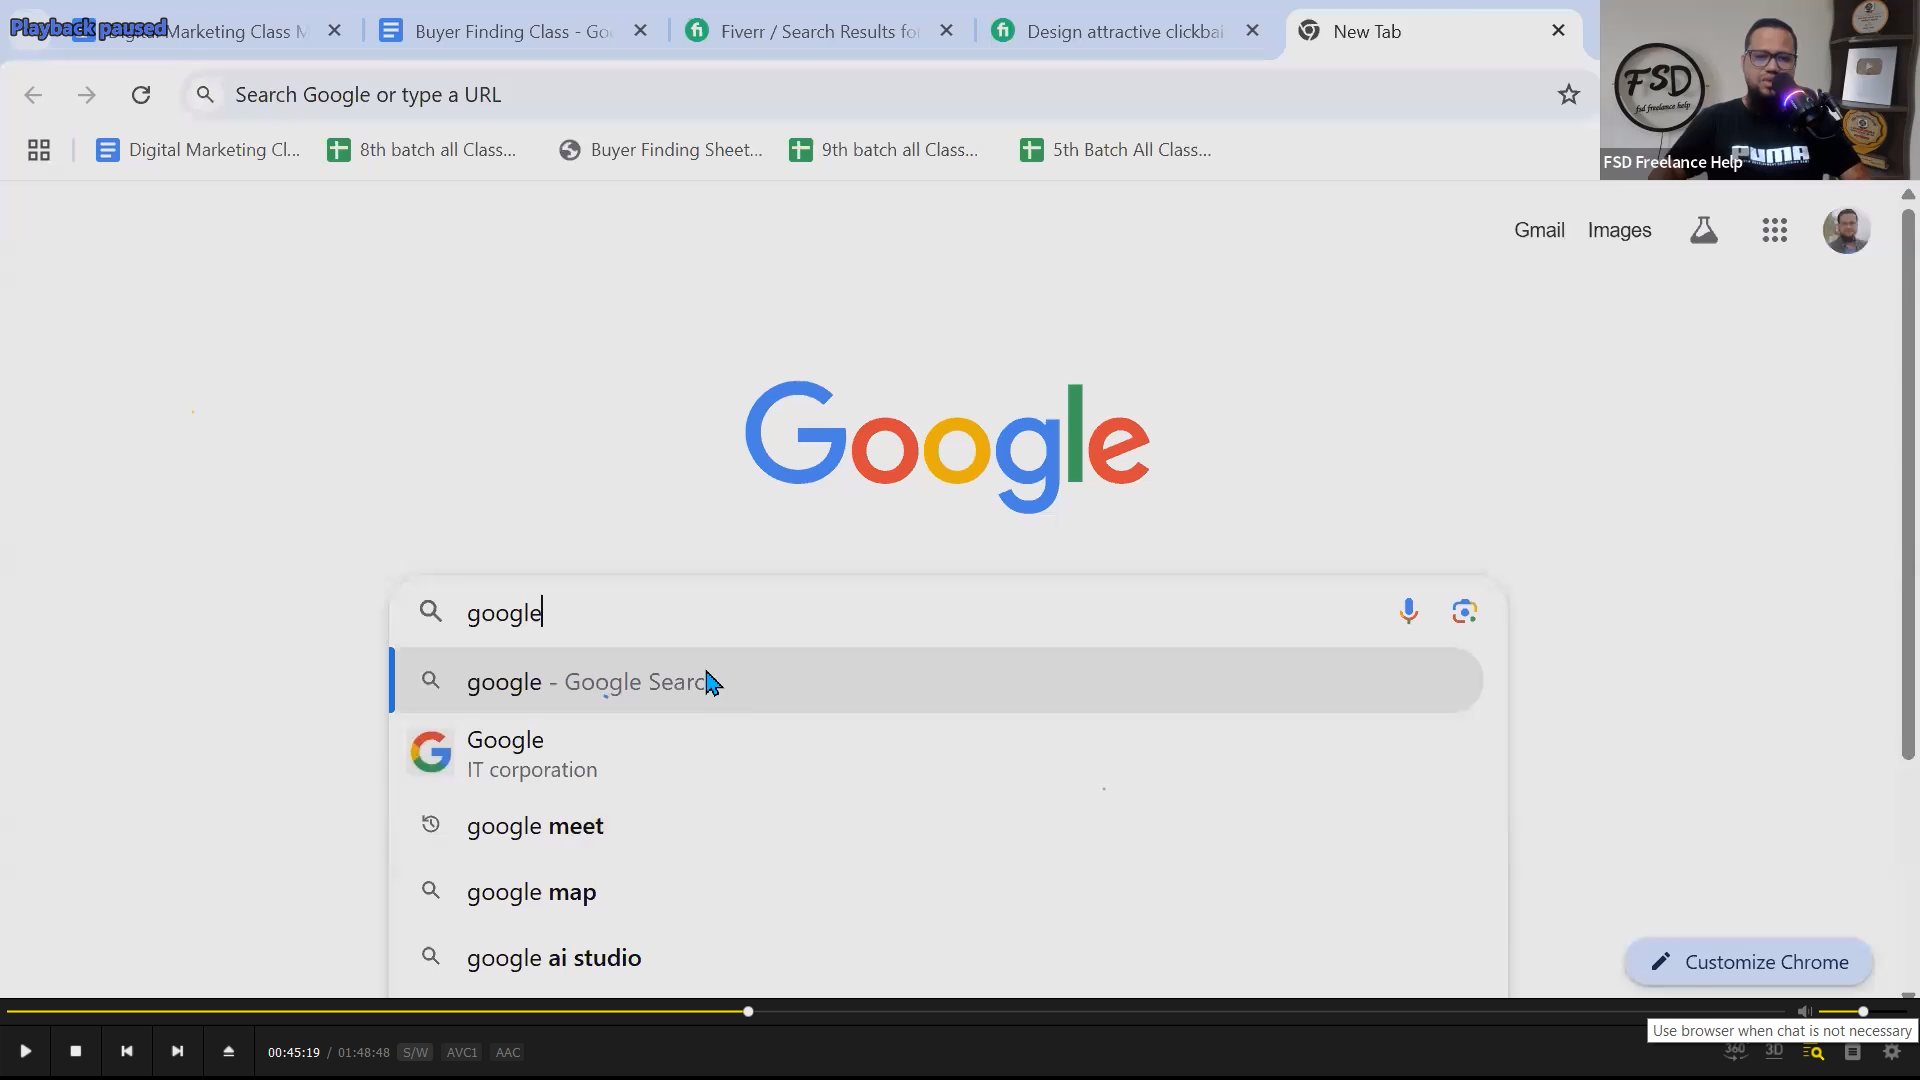 Playback paused
Digital Marketing Class M
Buyer Finding Class - Goo
Fiverr / Search Results fo
Design attractive clickbai
New Tab
Search Google or type a URL
Digital Marketing Cl...
8th batch all Class...
Buyer Finding Sheet...
9th batch all Class...
5th Batch All Class...
FSD
fsd freelance help
PUMA
FSD Freelance Help
Gmail
Images
Google
google
google - Google Searc
Google
IT corporation
google meet
google map
google ai studio
Customize Chrome
Use browser when chat is not necessary
00:45:19 / 01:48:48 S/W AVC1 AAC
360 3D